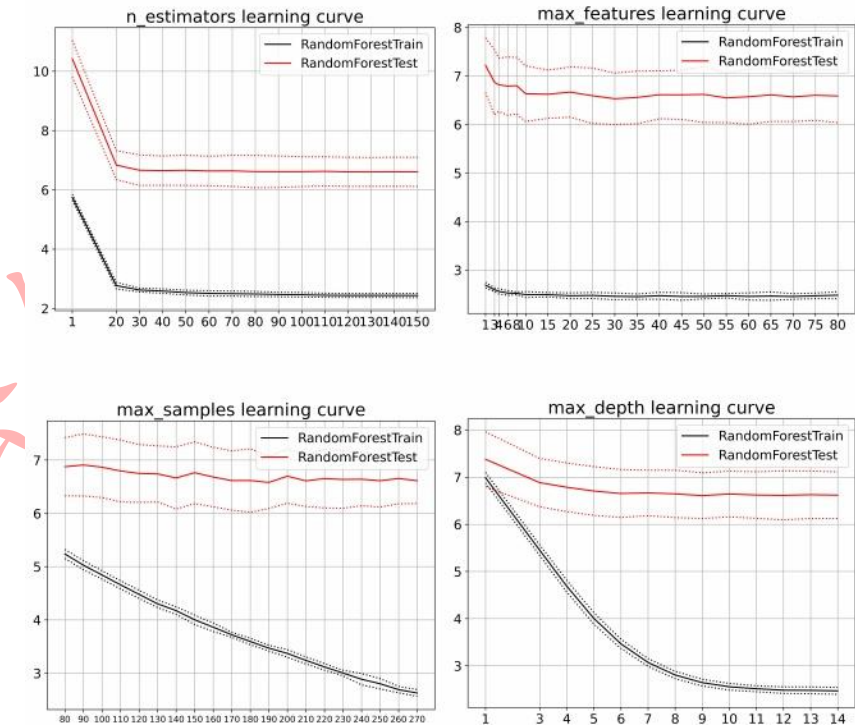 n_estimators learning curve
RandomForestTrain
RandomForestTest
10
8
6
4
2
1 20 30 40 50 60 70 80 90 100110120130140150
max_features learning curve
RandomForestTrain
RandomForestTest
8
7
6
5
4
3
1346810 15 20 25 30 35 40 45 50 55 60 65 70 75 80
max_samples learning curve
RandomForestTrain
RandomForestTest
7
6
5
4
3
80 90 100 110 120 130 140 150 160 170 180 190 200 210 220 230 240 250 260 270
max_depth learning curve
RandomForestTrain
RandomForestTest
8
7
6
5
4
3
1 3 4 5 6 7 8 9 10 11 12 13 14